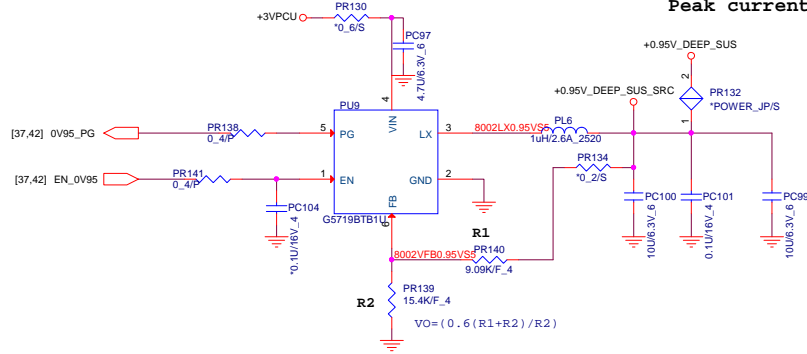 Peak current
PR130
+3VPCU
*0_6/S
PC97
4.7U/6.3V_6
+0.95V_DEEP_SUS
+0.95V_DEEP_SUS_SRC
2
PR132
*POWER_JP/S
1
PU9
4
VIN
[37,42] 0V95_PG
PR138
0_4/P
5
PG
LX
3
8002LX0.95VS5
PL6
1uH/2.6A_2520
PR134
*0_2/S
[37,42] EN_0V95
PR141
0_4/P
1
EN
GND
2
FB
PC104
*0.1U/16V_4
G5719BTB1U
6
PC100
10U/6.3V_6
PC101
0.1U/16V_4
PC99
10U/6.3V_6
R1
8002VFB0.95VS5
PR140
9.09K/F_4
R2
PR139
15.4K/F_4
VO=(0.6(R1+R2)/R2)